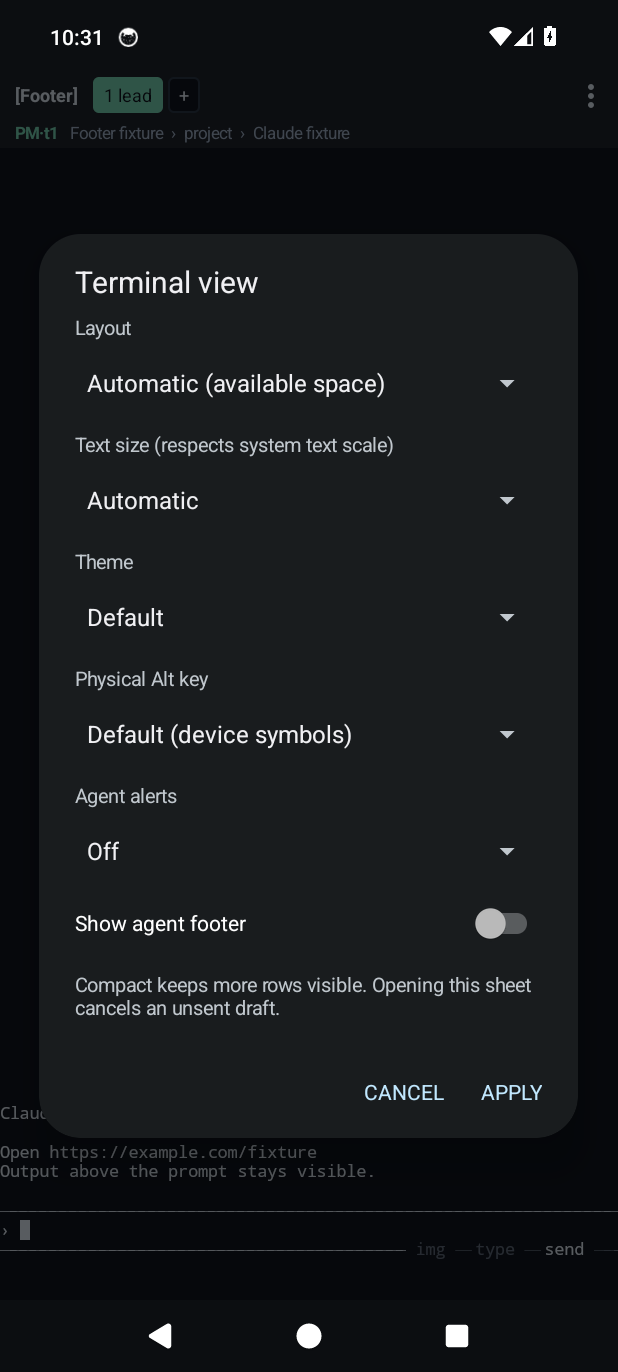 10:31
[Footer] 1 lead +
PM·t1 Footer fixture › project › Claude fixture
Terminal view
Layout
Automatic (available space)
Text size (respects system text scale)
Automatic
Theme
Default
Physical Alt key
Default (device symbols)
Agent alerts
Off
Show agent footer
Compact keeps more rows visible. Opening this sheet
cancels an unsent draft.
CANCEL APPLY
Open https://example.com/fixture
Output above the prompt stays visible.
›
img type send